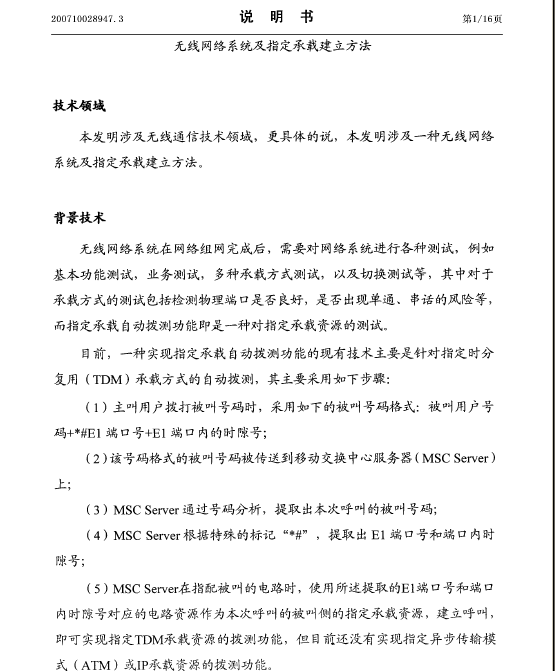 200710028947.3 说 明 书 第1/16页
无线网络系统及指定承载建立方法
技术领域
本发明涉及无线通信技术领域，更具体的说，本发明涉及一种无线网络
系统及指定承载建立方法。
背景技术
无线网络系统在网络组网完成后，需要对网络系统进行各种测试，例如
基本功能测试，业务测试，多种承载方式测试，以及切换测试等，其中对于
承载方式的测试包括检测物理端口是否良好，是否出现单通、串话的风险等，
而指定承载自动拨测功能即是一种对指定承载资源的测试。
目前，一种实现指定承载自动拨测功能的现有技术主要是针对指定时分
复用（TDM）承载方式的自动拨测，其主要采用如下步骤：
（1）主叫用户拨打被叫号码时，采用如下的被叫号码格式：被叫用户号
码+*#E1 端口号+E1 端口内的时隙号；
（2）该号码格式的被叫号码被传送到移动交换中心服务器（MSC Server）
上；
（3）MSC Server 通过号码分析，提取出本次呼叫的被叫号码；
（4）MSC Server 根据特殊的标记“*#”，提取出 E1 端口号和端口内时
隙号；
（5）MSC Server在指配被叫的电路时，使用所述提取的E1端口号和端口
内时隙号对应的电路资源作为本次呼叫的被叫侧的指定承载资源，建立呼叫，
即可实现指定TDM承载资源的拨测功能，但目前还没有实现指定异步传输模
式（ATM）或IP承载资源的拨测功能。